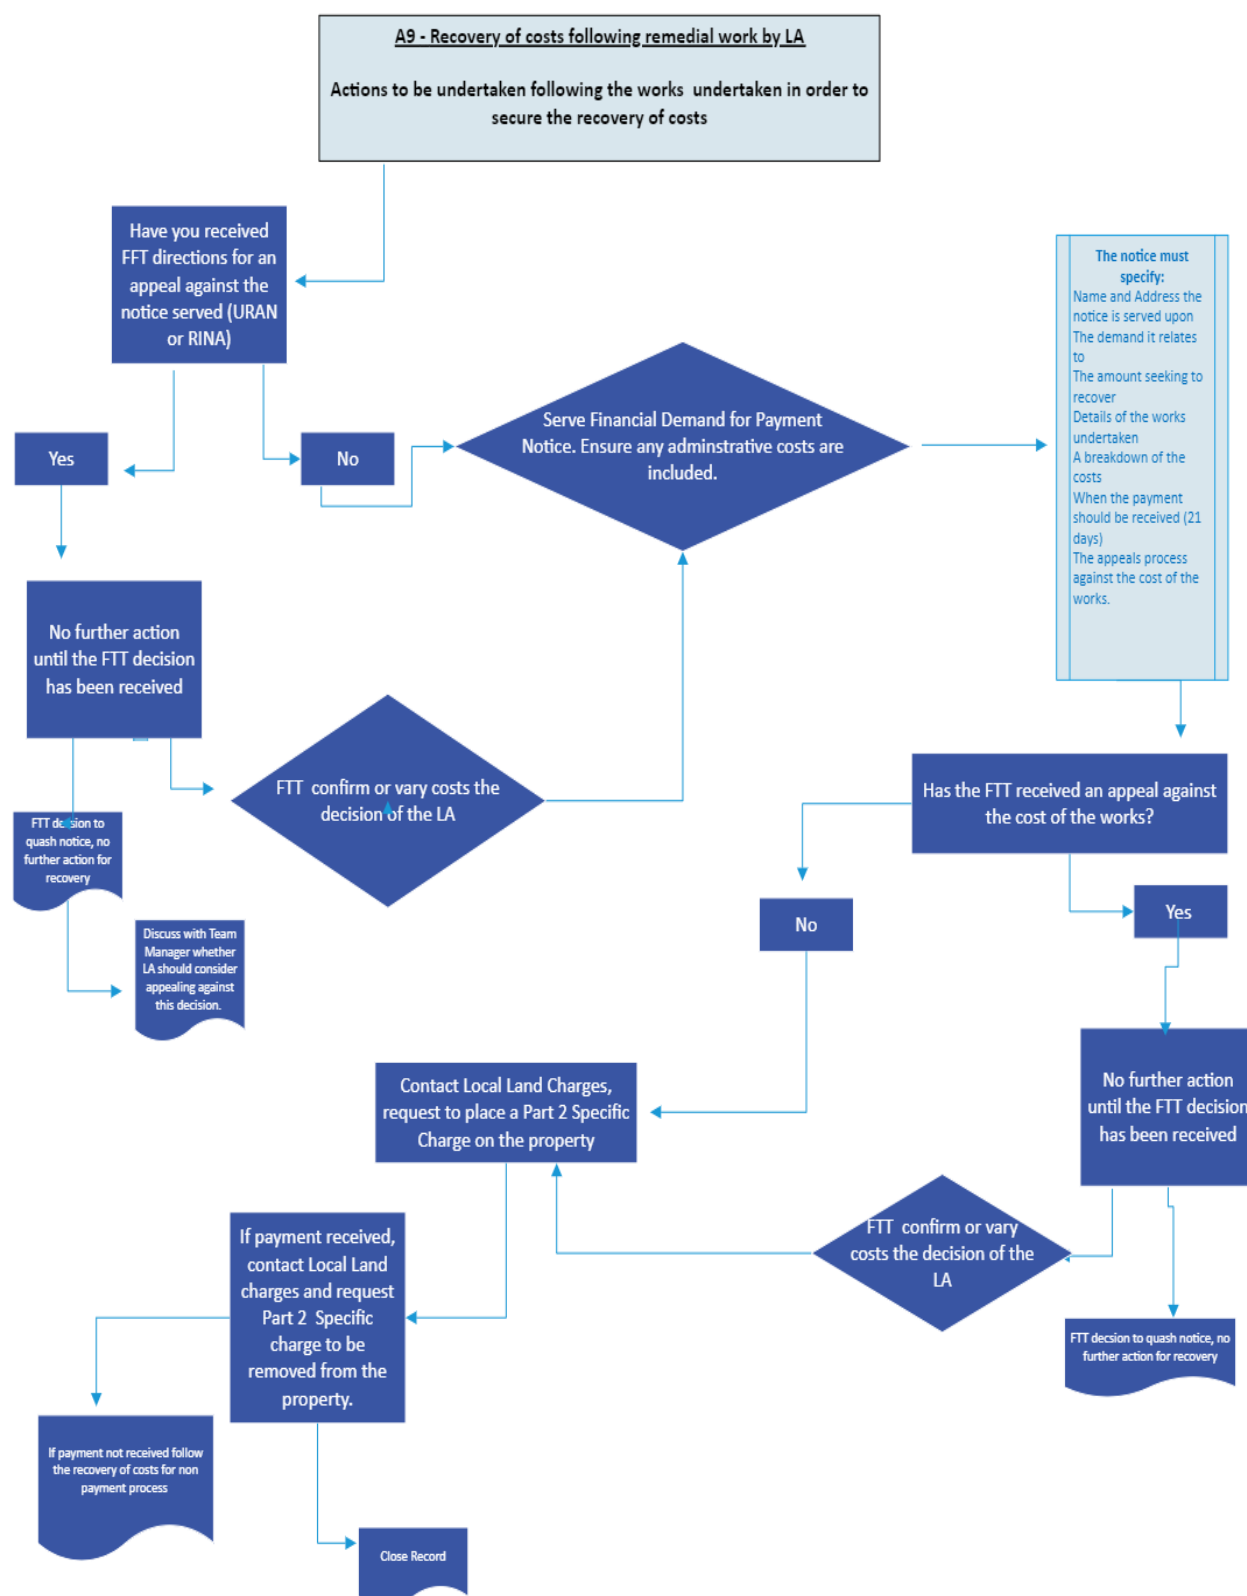 A9 - Recovery of costs following remedial work by LA
Actions to be undertaken following the works undertaken in order to
secure the recovery of costs
Have you received
FFT directions for an
appeal against the
notice served (URAN
or RINA)
Yes
No
Serve Financial Demand for Payment
Notice. Ensure any adminstrative costs are
included.
The notice must
specify:
Name and Address the
notice is served upon
The demand it relates
to
The amount seeking to
recover
Details of the works
undertaken
A breakdown of the
costs
When the payment
should be received (21
days)
The appeals process
against the cost of the
works.
No further action
until the FTT decision
has been received
FTT confirm or vary costs the
decision of the LA
FTT decision to
quash notice, no
further action for
recovery
Discuss with Team
Manager whether
LA should consider
appealing against
this decision.
Has the FTT received an appeal against
the cost of the works?
No
Yes
No further action
until the FTT decision
has been received
Contact Local Land Charges,
request to place a Part 2 Specific
Charge on the property
FTT confirm or vary
costs the decision of the
LA
FTT decsion to quash notice, no
further action for recovery
If payment received,
contact Local Land
charges and request
Part 2 Specific
charge to be
removed from the
property.
If payment not received follow
the recovery of costs for non
payment process
Close Record